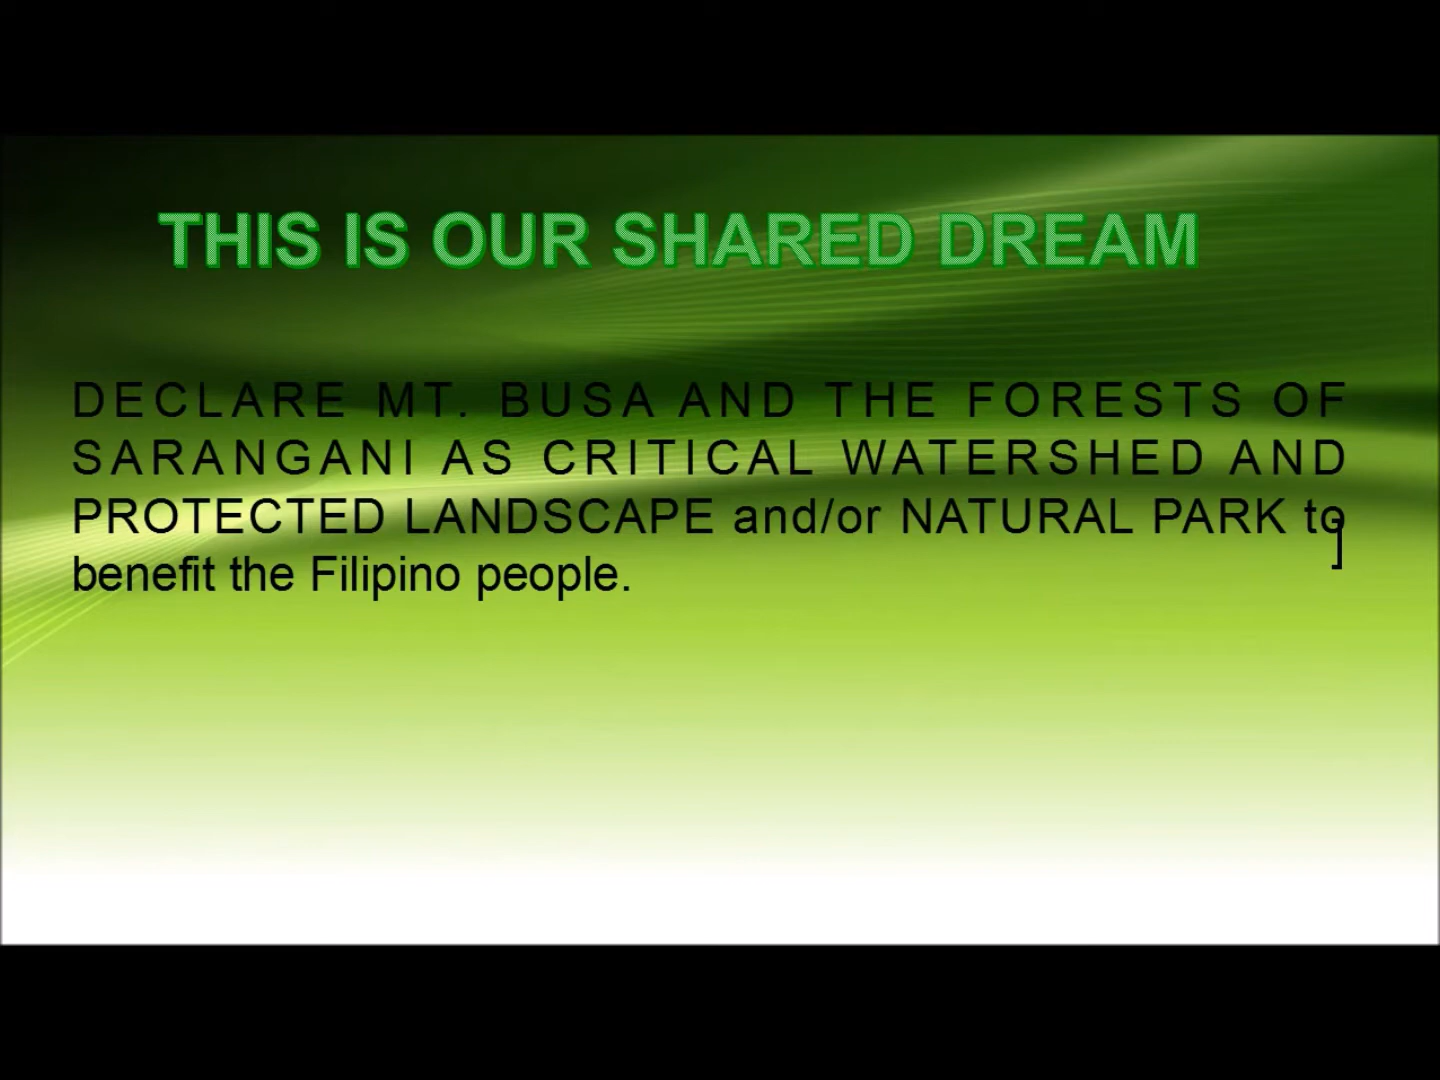 THIS IS OUR SHARED DREAM
DECLARE MT. BUSA AND THE FORESTS OF
SARANGANI AS CRITICAL WATERSHED AND
PROTECTED LANDSCAPE and/or NATURAL PARK to
]
benefit the Filipino people.